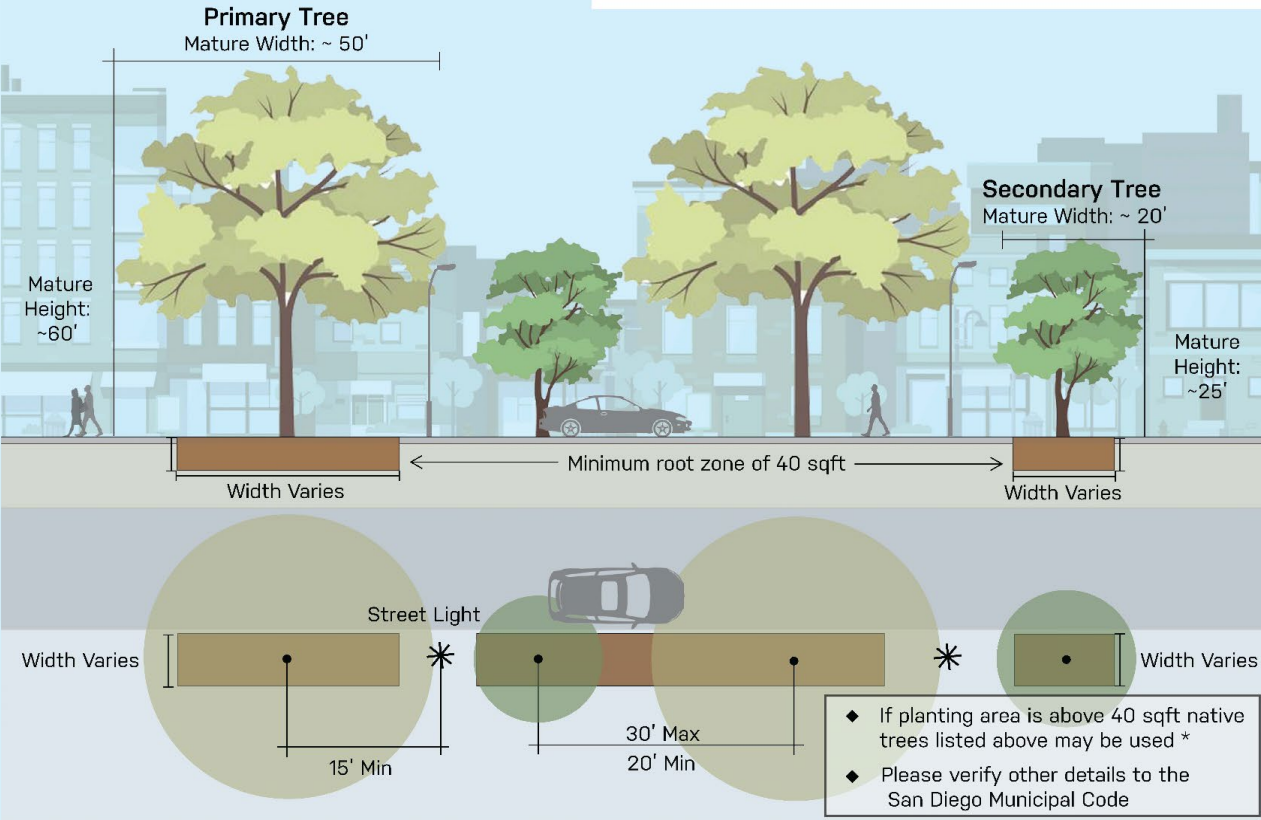 Primary Tree
Mature Width: ~ 50'
Secondary Tree
Mature Width: ~ 20'
Mature
Height:
~60'
Mature
Height:
~25'
Minimum root zone of 40 sqft
Width Varies
Width Varies
Street Light
Width Varies
Width Varies
15' Min
30' Max
20' Min
◆ If planting area is above 40 sqft native
trees listed above may be used *
◆ Please verify other details to the
San Diego Municipal Code